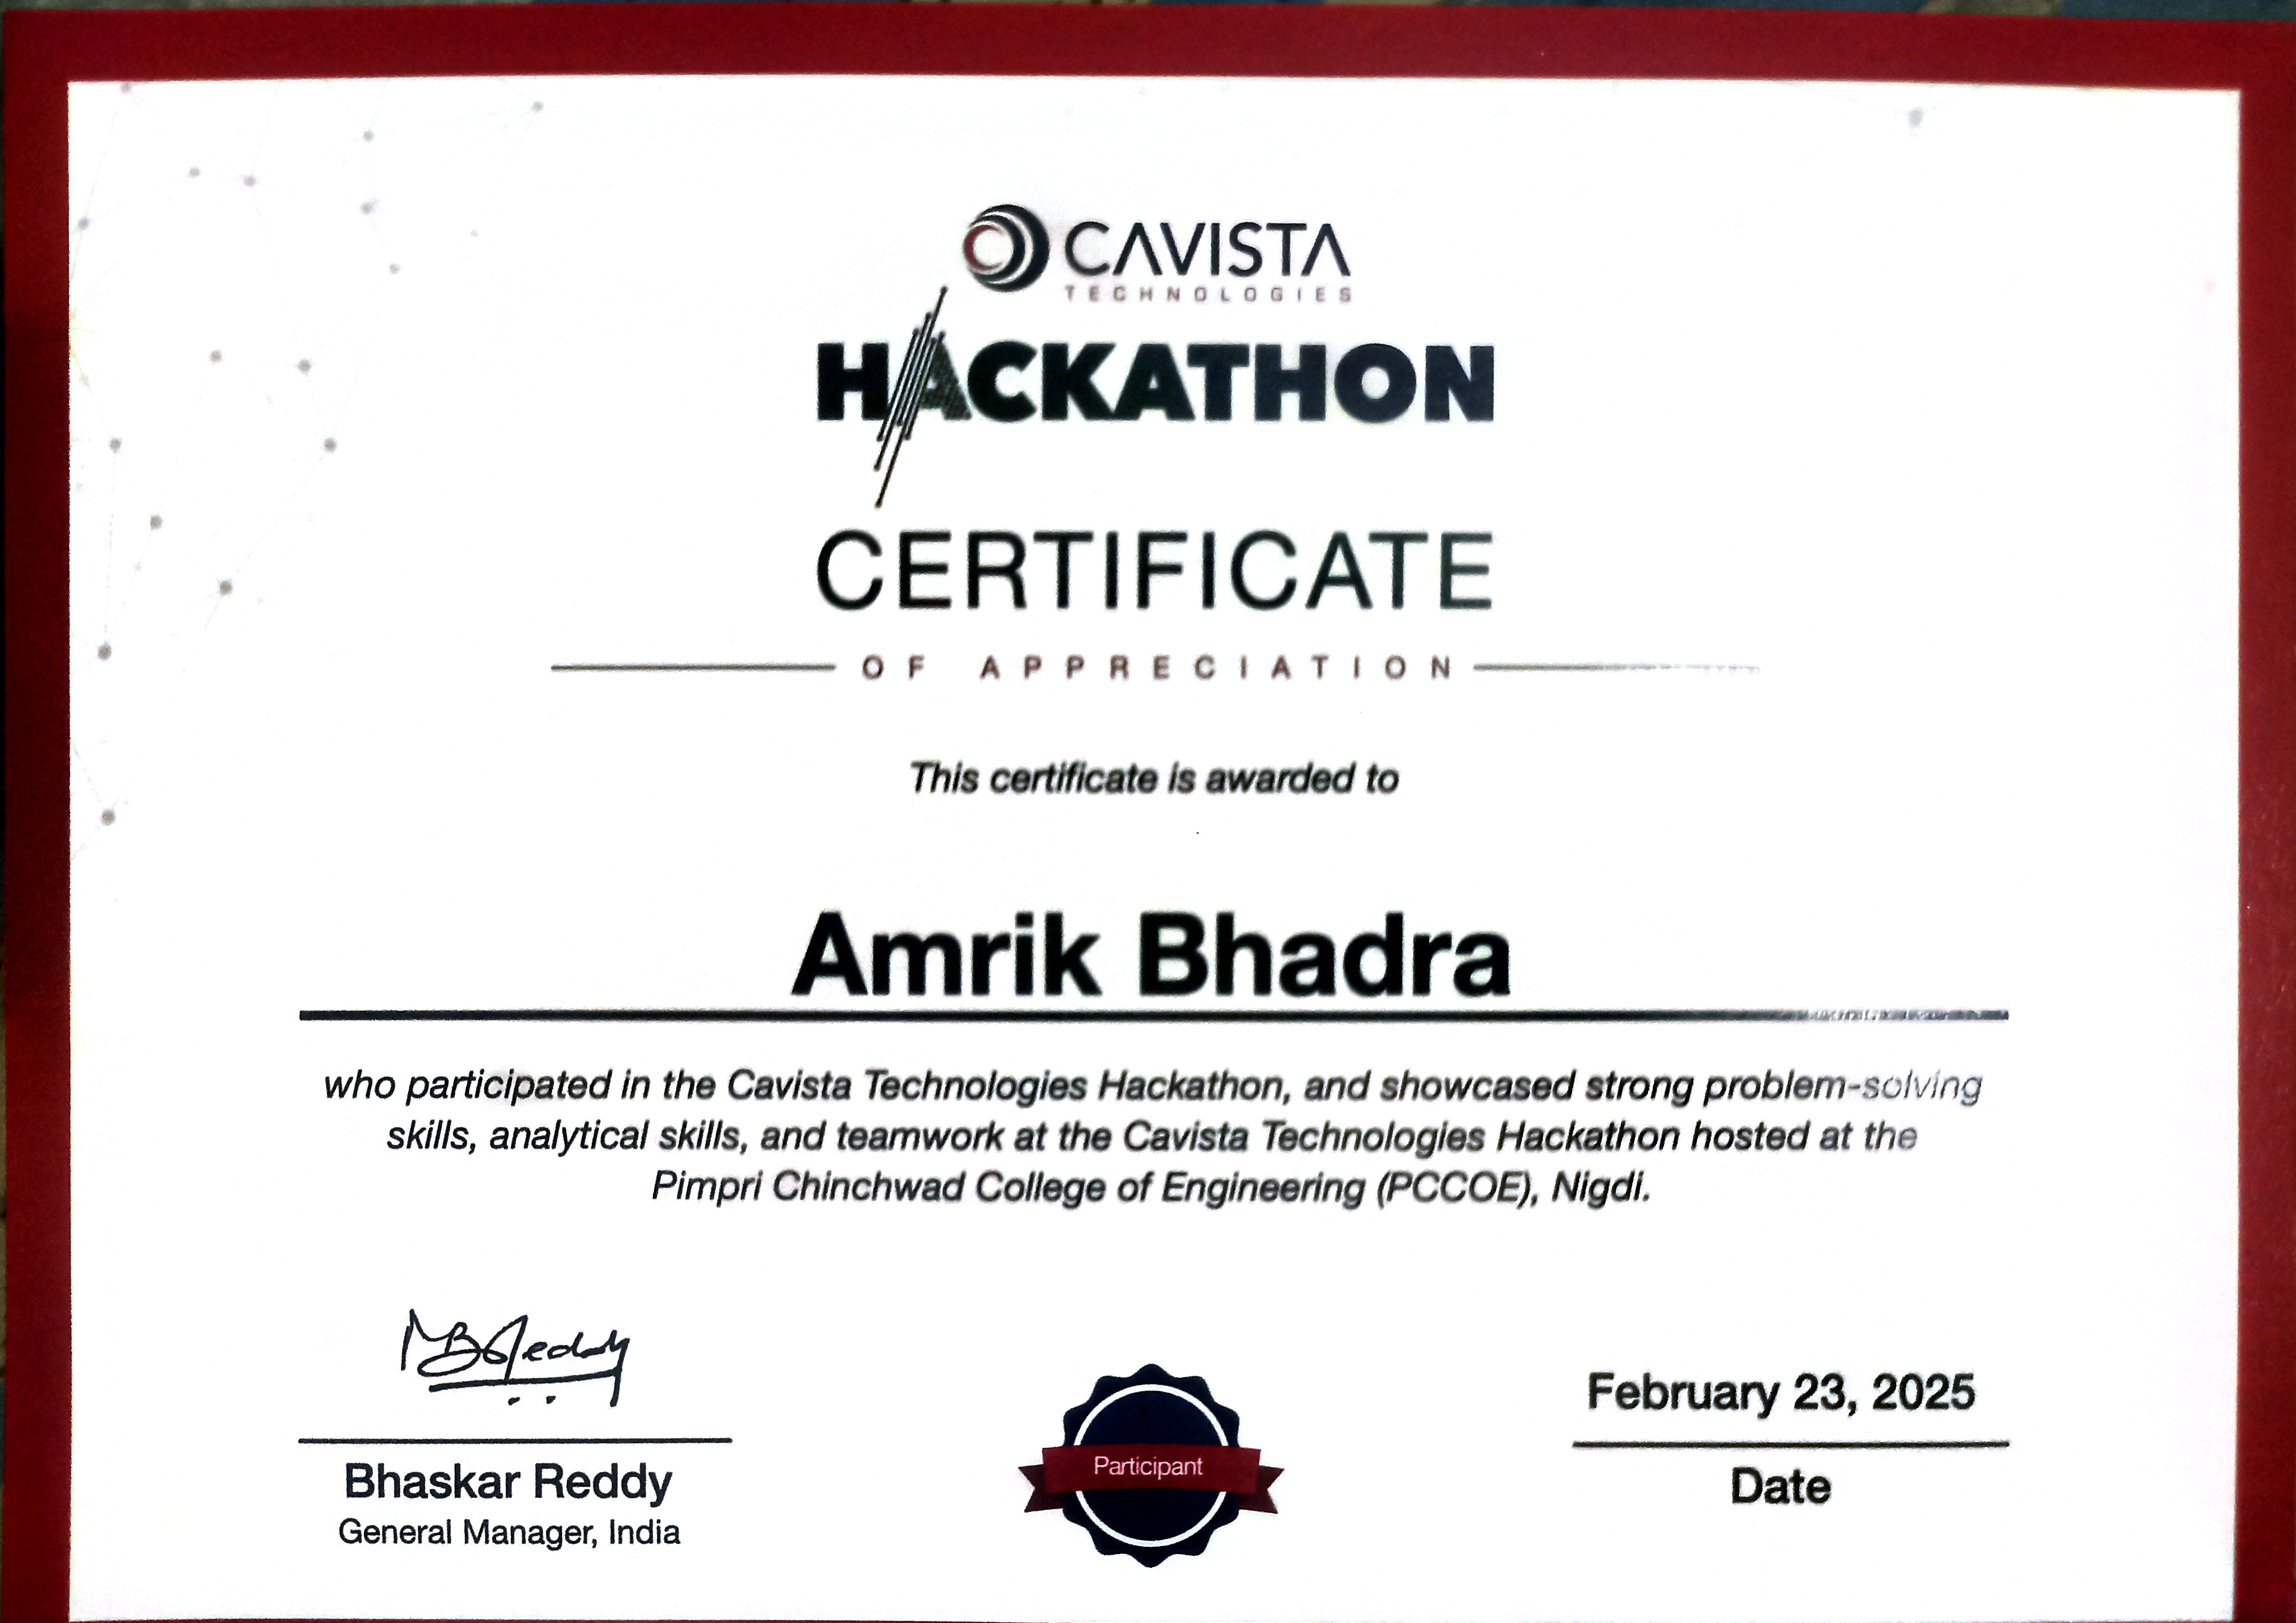 CAVISTA
TECHNOLOGIES
HACKATHON
CERTIFICATE
OF APPRECIATION
This certificate is awarded to
Amrik Bhadra
who participated in the Cavista Technologies Hackathon, and showcased strong problem-solving
skills, analytical skills, and teamwork at the Cavista Technologies Hackathon hosted at the
Pimpri Chinchwad College of Engineering (PCCOE), Nigdi.
MBReddy
Bhaskar Reddy
General Manager, India
Participant
February 23, 2025
Date